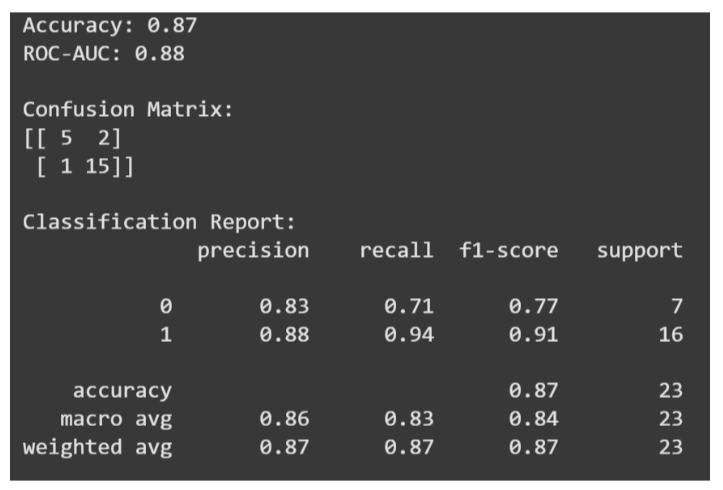 Accuracy: 0.87
ROC-AUC: 0.88

Confusion Matrix:
[[ 5  2]
 [ 1 15]]

Classification Report:
              precision    recall  f1-score   support

           0       0.83      0.71      0.77         7
           1       0.88      0.94      0.91        16

    accuracy                           0.87        23
   macro avg       0.86      0.83      0.84        23
weighted avg       0.87      0.87      0.87        23